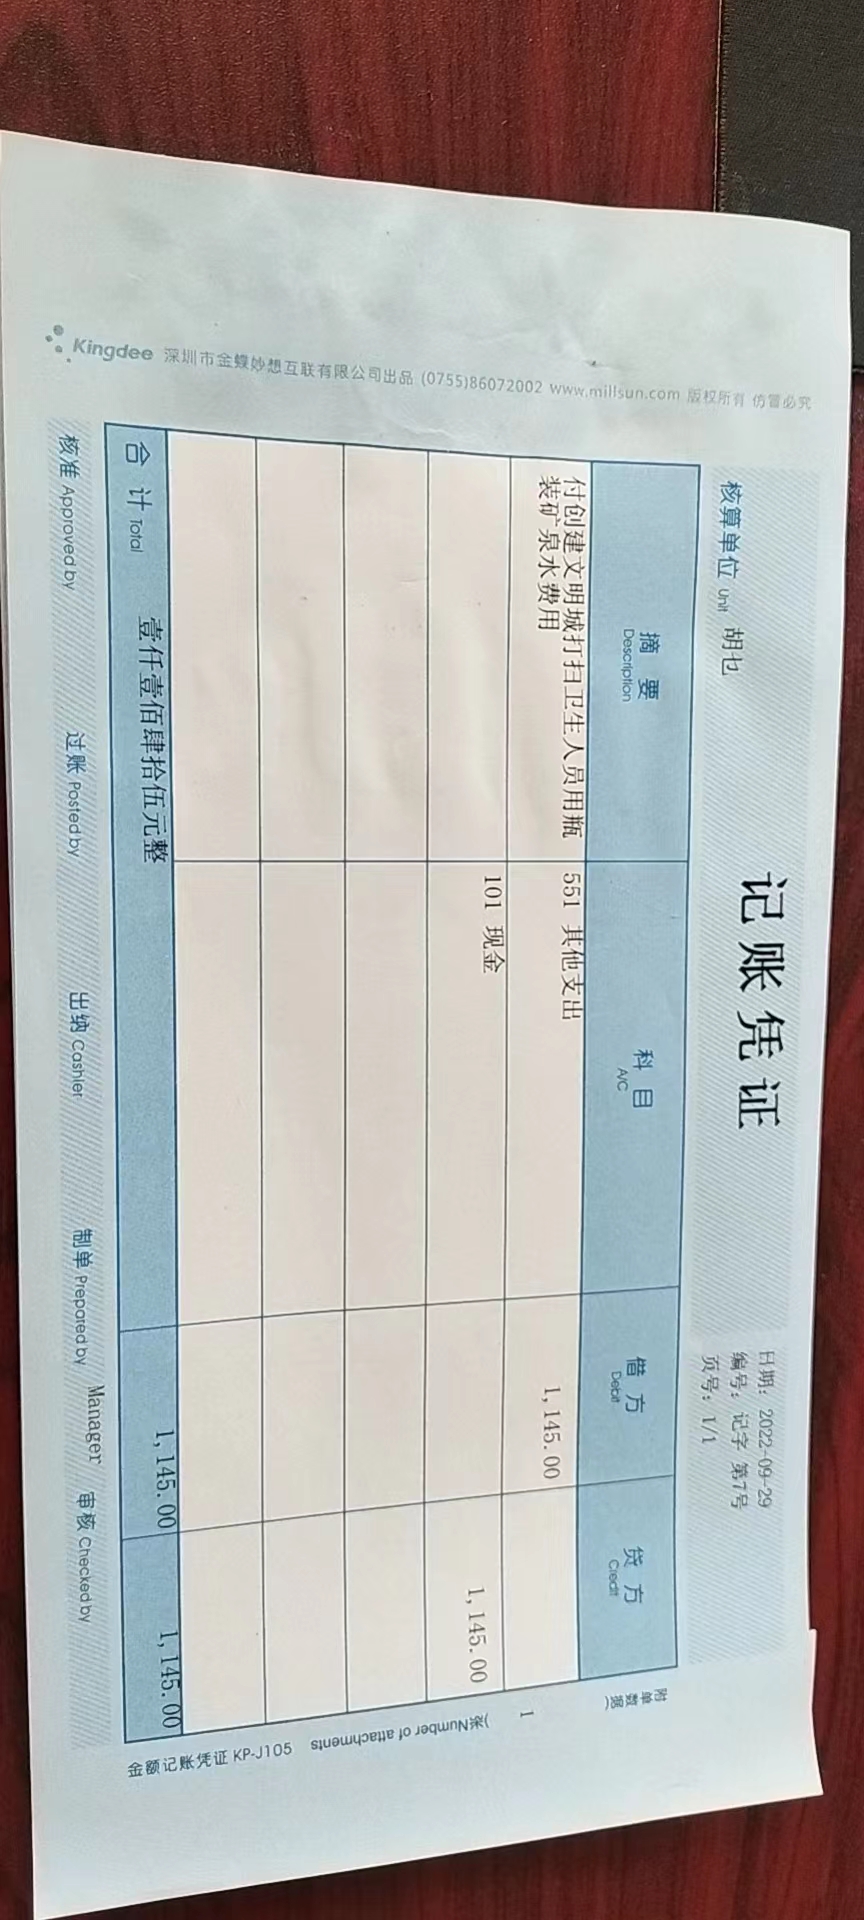 记账凭证
日期: 2022-09-29
编号: 记字 第7号
页号: 1/1
核算单位 Unit 胡乜
摘要 Description 科目 A/C 借方 Debit 贷方 Credit
付创建文明城打扫卫生人员用瓶
装矿泉水费用
551 其他支出 1,145.00
101 现金 1,145.00
合计 Total 壹仟壹佰肆拾伍元整 1,145.00 1,145.00
核准 Approved by 过账 Posted by 出纳 Cashier 制单 Prepared by Manager 审核 Checked by
附单数据(
1
张Number of attachments)
金额记账凭证 KP-J105
Kingdee 深圳市金蝶妙想互联有限公司出品 (0755)86072002 www.millsun.com 版权所有 仿冒必究